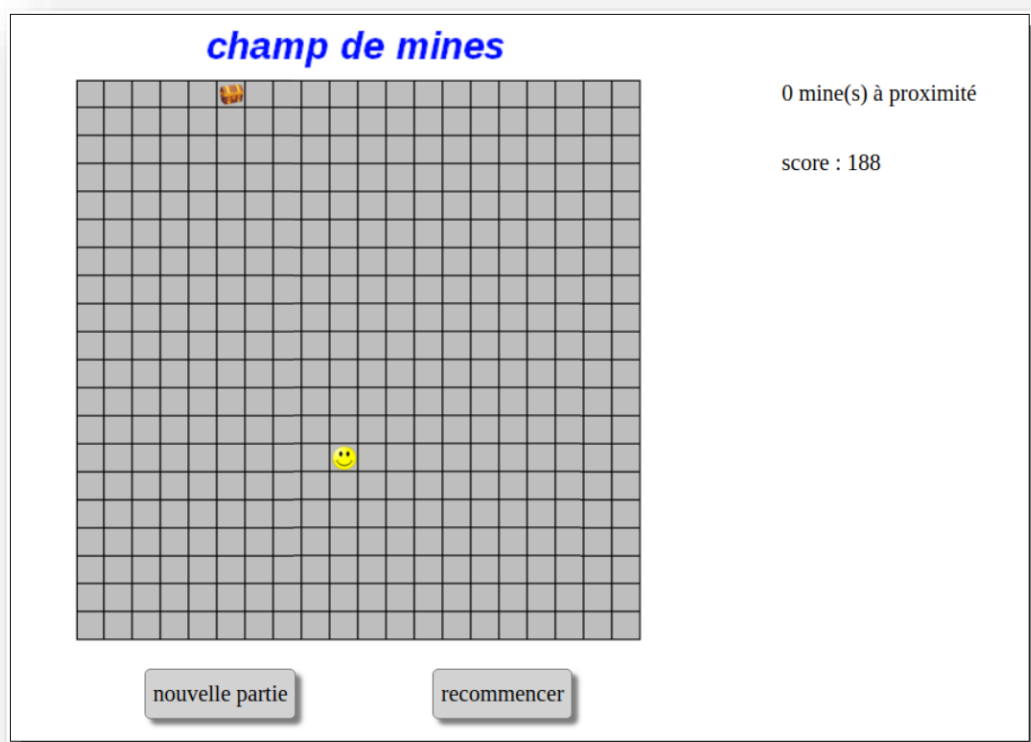 champ de mines
0 mine(s) à proximité
score : 188
nouvelle partie
recommencer